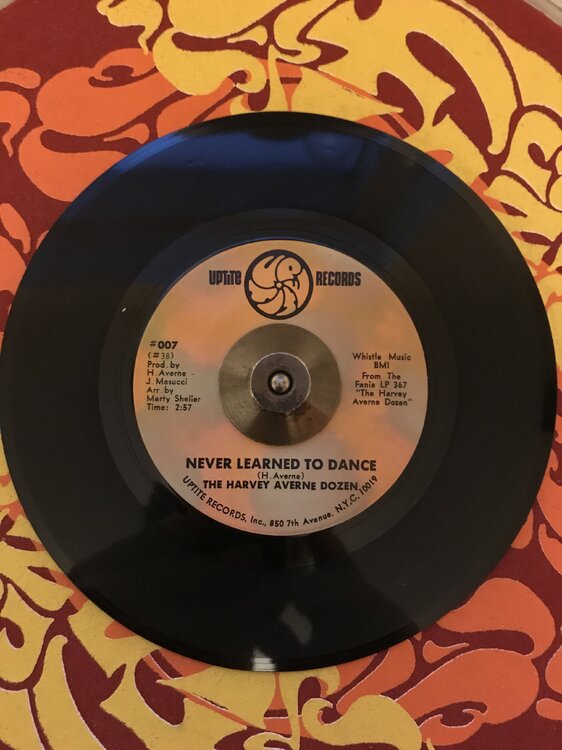 UPTITE RECORDS
#007
(#38)
Prod. by
H. Averne -
J. Masucci
Arr by
Marty Sheller
Time: 2:57
Whistle Music
BMI
From The
Fania LP 367
"The Harvey
Averne Dozen"
NEVER LEARNED TO DANCE
(H. Averne)
THE HARVEY AVERNE DOZEN
UPTITE RECORDS, Inc., 850 7th Avenue, N.Y.C. 10019